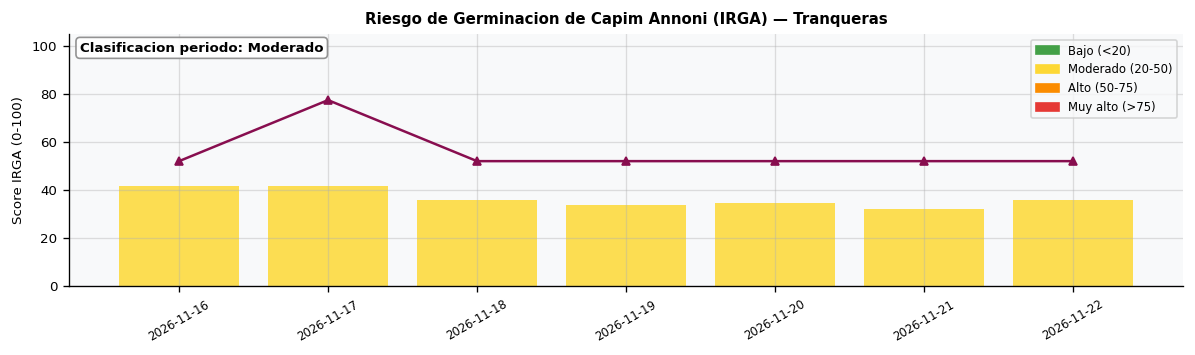 Riesgo de Germinacion de Capim Annoni (IRGA) — Tranqueras
Clasificacion periodo: Moderado
Bajo (<20)
Moderado (20-50)
Alto (50-75)
Muy alto (>75)
Score IRGA (0-100)
100
80
60
40
20
0
2026-11-16
2026-11-17
2026-11-18
2026-11-19
2026-11-20
2026-11-21
2026-11-22